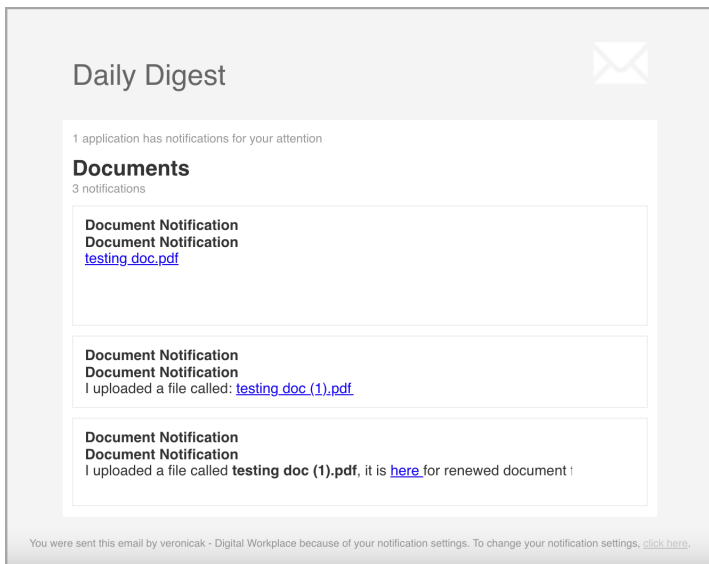 Daily Digest
1 application has notifications for your attention
Documents
3 notifications
Document Notification
Document Notification
testing doc.pdf
Document Notification
Document Notification
I uploaded a file called: testing doc (1).pdf
Document Notification
Document Notification
I uploaded a file called testing doc (1).pdf, it is here for renewed document
You were sent this email by veronicak - Digital Workplace because of your notification settings. To change your notification settings, click here.